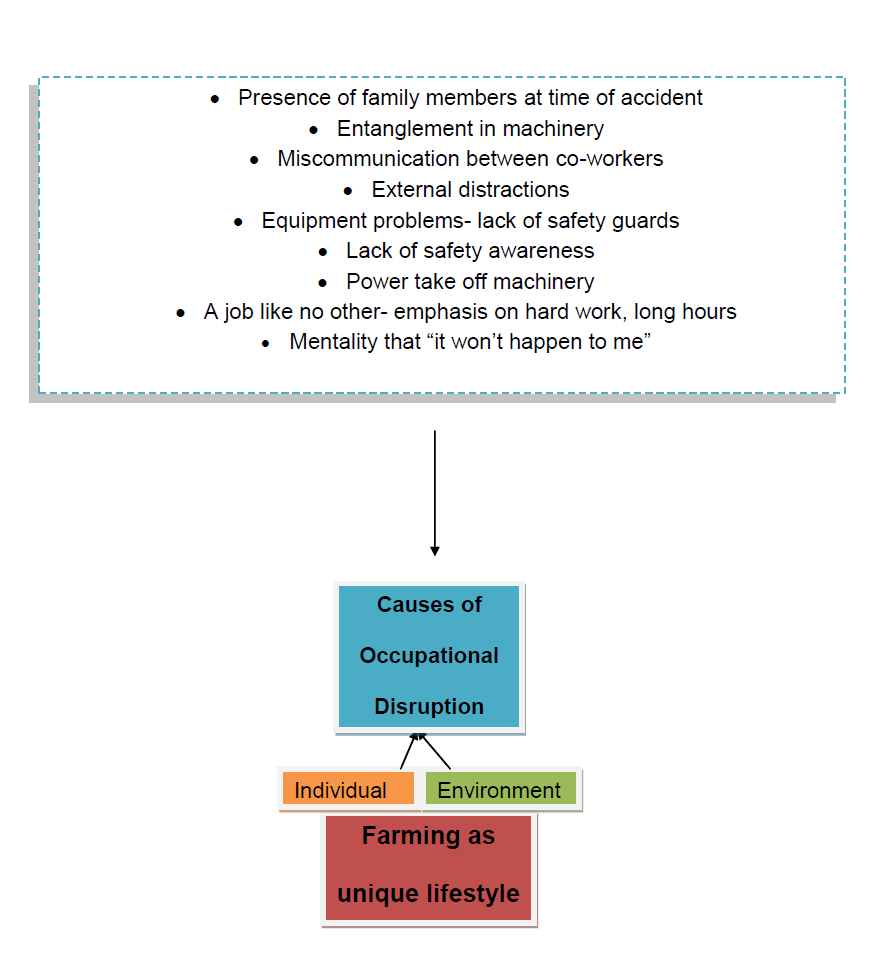 • Presence of family members at time of accident
• Entanglement in machinery
• Miscommunication between co-workers
• External distractions
• Equipment problems- lack of safety guards
• Lack of safety awareness
• Power take off machinery
• A job like no other- emphasis on hard work, long hours
• Mentality that “it won’t happen to me”
Causes of
Occupational
Disruption
Individual
Environment
Farming as
unique lifestyle